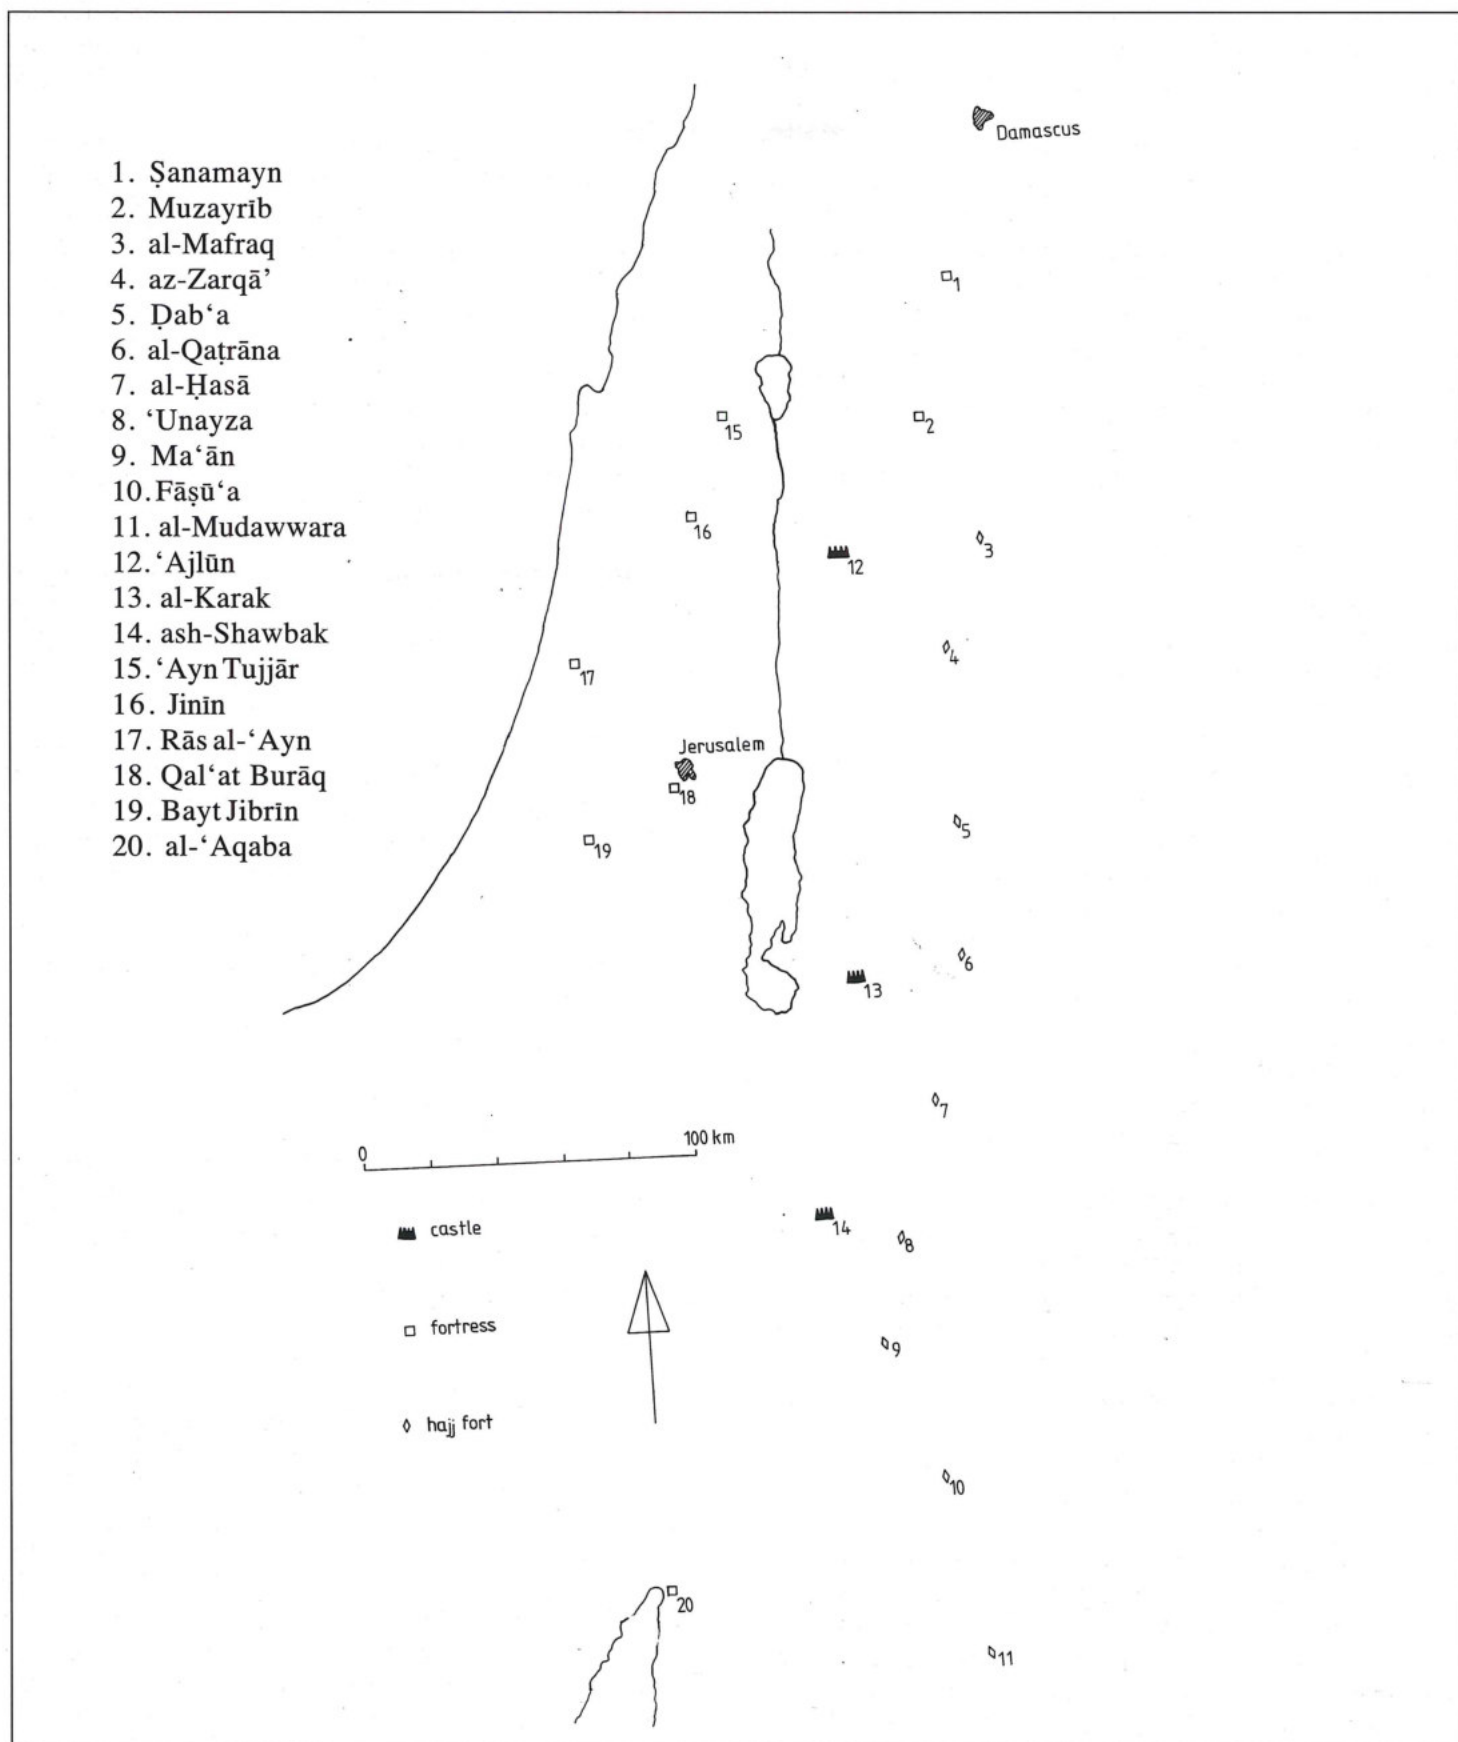 1. Ṣanamayn
2. Muzayrīb
3. al-Mafraq
4. az-Zarqā’
5. Ḍab‘a
6. al-Qaṭrāna
7. al-Ḥasā
8. ‘Unayza
9. Ma‘ān
10. Fāṣū‘a
11. al-Mudawwara
12. ‘Ajlūn
13. al-Karak
14. ash-Shawbak
15. ‘Ayn Tujjār
16. Jinīn
17. Rās al-‘Ayn
18. Qal‘at Burāq
19. Bayt Jibrīn
20. al-‘Aqaba
Damascus
1
15
2
16
3
12
4
17
Jerusalem
18
5
19
6
13
7
0
100 km
castle
14
8
fortress
9
hajj fort
10
20
11